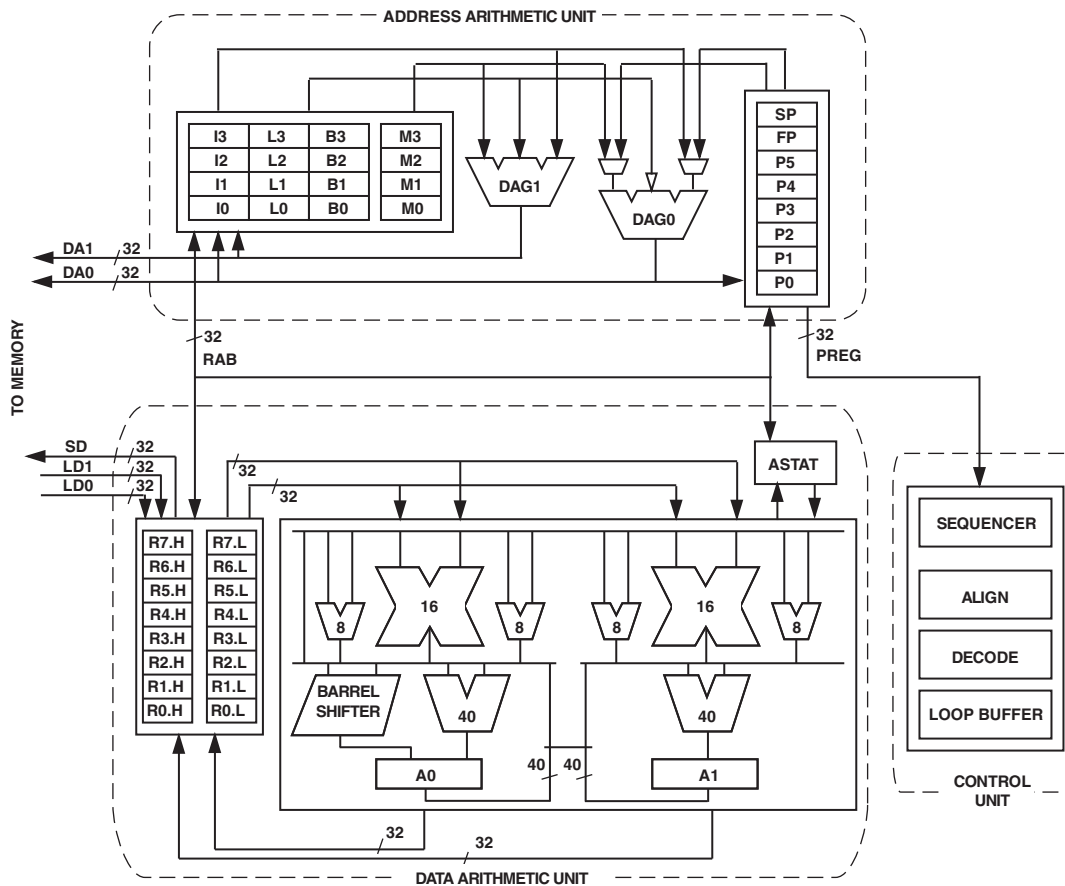 ADDRESS ARITHMETIC UNIT
I3 L3 B3 M3
I2 L2 B2 M2
I1 L1 B1 M1
I0 L0 B0 M0
DAG1
DAG0
SP
FP
P5
P4
P3
P2
P1
P0
DA1 32
DA0 32
TO MEMORY
32
RAB
32
PREG
SD 32
LD1 32
LD0 32
32
32
ASTAT
R7.H R7.L
R6.H R6.L
R5.H R5.L
R4.H R4.L
R3.H R3.L
R2.H R2.L
R1.H R1.L
R0.H R0.L
16
16
8
8
8
8
BARREL
SHIFTER
40
40
A0
40
40
A1
32
32
DATA ARITHMETIC UNIT
SEQUENCER
ALIGN
DECODE
LOOP BUFFER
CONTROL
UNIT